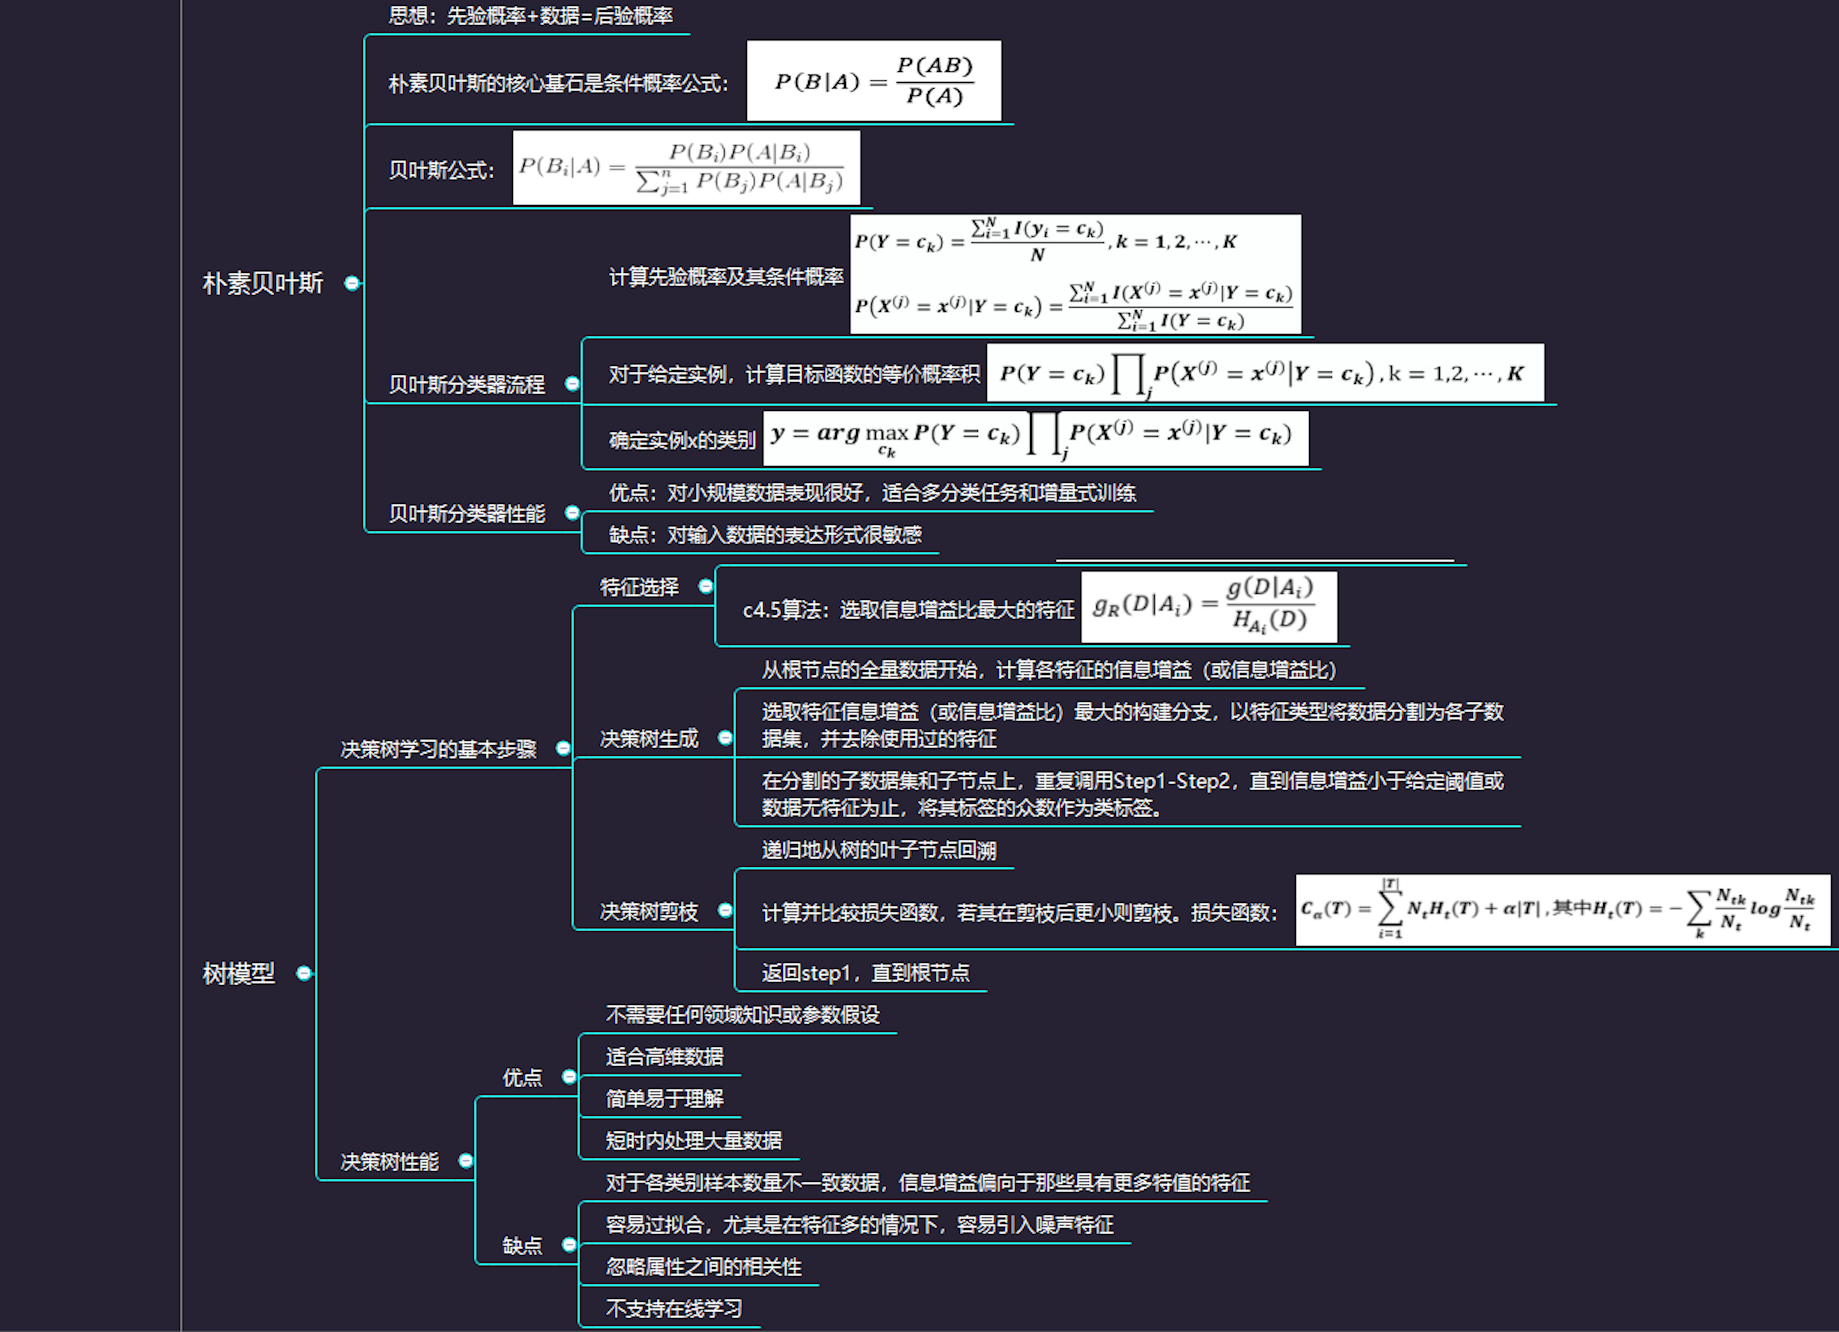 思想：先验概率+数据=后验概率
朴素贝叶斯的核心基石是条件概率公式： P(B|A) = P(AB) / P(A)
贝叶斯公式： P(B_i|A) = P(B_i)P(A|B_i) / ∑_{j=1}^{n} P(B_j)P(A|B_j)
朴素贝叶斯
计算先验概率及其条件概率
P(Y = c_k) = ∑_{i=1}^{N} I(y_i = c_k) / N, k = 1, 2, ⋯, K
P(X^{(j)} = x^{(j)}|Y = c_k) = ∑_{i=1}^{N} I(X^{(j)} = x^{(j)}|Y = c_k) / ∑_{i=1}^{N} I(Y = c_k)
贝叶斯分类器流程
对于给定实例，计算目标函数的等价概率积 P(Y = c_k) ∏_j P(X^{(j)} = x^{(j)}|Y = c_k), k = 1,2, ⋯, K
确定实例x的类别 y = arg max_{c_k} P(Y = c_k) ∏_j P(X^{(j)} = x^{(j)}|Y = c_k)
贝叶斯分类器性能
优点：对小规模数据表现很好，适合多分类任务和增量式训练
缺点：对输入数据的表达形式很敏感
特征选择
c4.5算法：选取信息增益比最大的特征 g_R(D|A_i) = g(D|A_i) / H_{A_i}(D)
从根节点的全量数据开始，计算各特征的信息增益（或信息增益比）
决策树学习的基本步骤
决策树生成
选取特征信息增益（或信息增益比）最大的构建分支，以特征类型将数据分割为各子数
据集，并去除使用过的特征
在分割的子数据集和子节点上，重复调用Step1-Step2，直到信息增益小于给定阈值或
数据无特征为止，将其标签的众数作为类标签。
递归地从树的叶子节点回溯
决策树剪枝
计算并比较损失函数，若其在剪枝后更小则剪枝。损失函数： C_α(T) = ∑_{i=1}^{|T|} N_t H_t(T) + α|T| ,其中H_t(T) = − ∑_k N_{tk}/N_t log N_{tk}/N_t
返回step1，直到根节点
树模型
不需要任何领域知识或参数假设
优点
适合高维数据
简单易于理解
短时内处理大量数据
决策树性能
对于各类别样本数量不一致数据，信息增益偏向于那些具有更多特值的特征
缺点
容易过拟合，尤其是在特征多的情况下，容易引入噪声特征
忽略属性之间的相关性
不支持在线学习